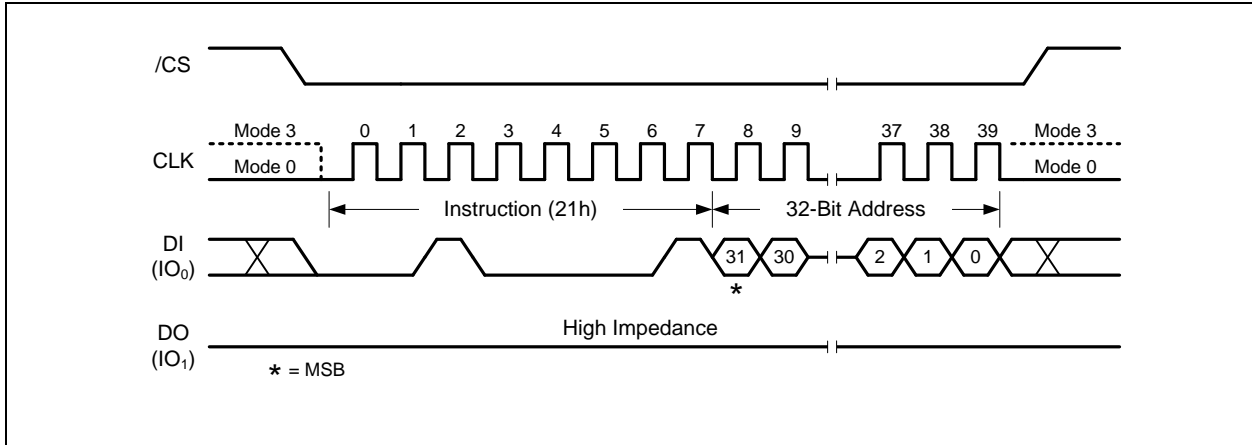 /CS
Mode 3 0 1 2 3 4 5 6 7 8 9 37 38 39 Mode 3
CLK
Mode 0 Mode 0
Instruction (21h) 32-Bit Address
DI
(IO₀) 31 30 2 1 0
*
High Impedance
DO
(IO₁)
* = MSB